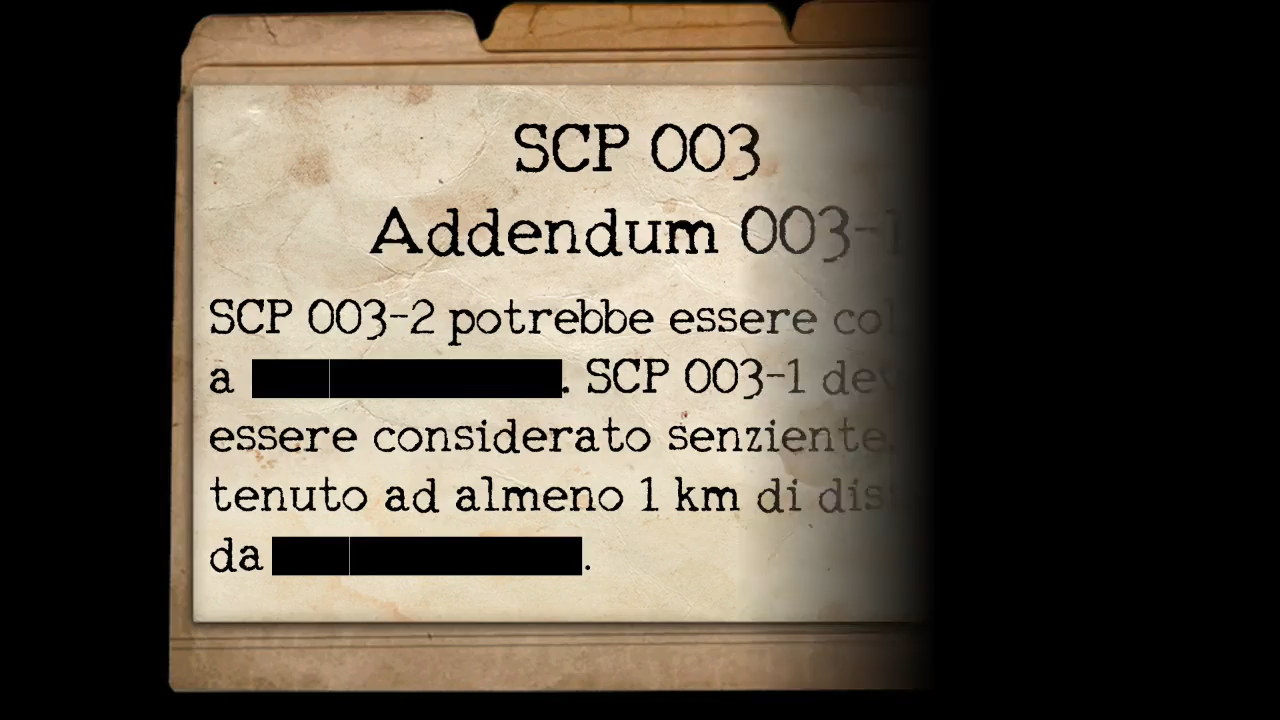 SCP 003
Addendum 003-1
SCP 003-2 potrebbe essere
a . SCP 003-1
essere considerato senziente.
tenuto ad almeno 1 km di
da .